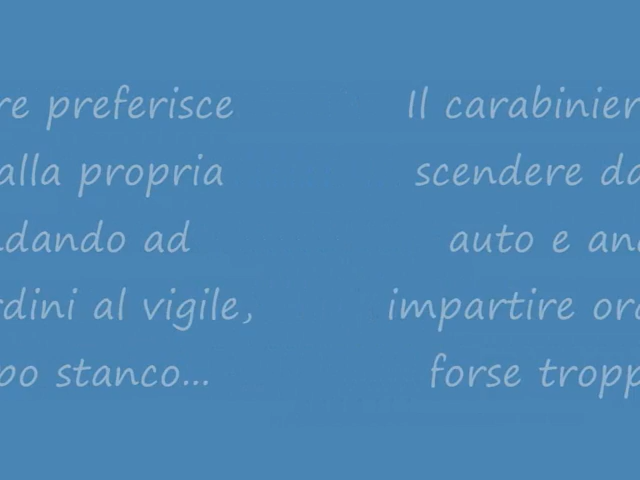 re preferisce
alla propria
dando ad
dini al vigile,
po stanco...
Il carabinier
scendere da
auto e an
impartire or
forse tropp